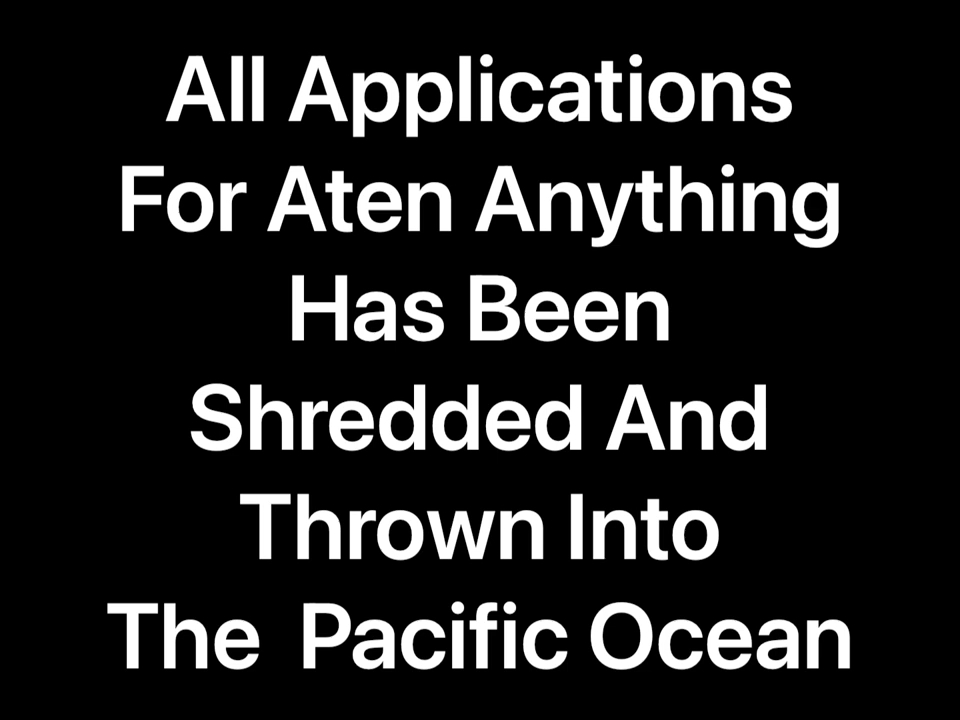 All Applications
For Aten Anything
Has Been
Shredded And
Thrown Into
The  Pacific Ocean